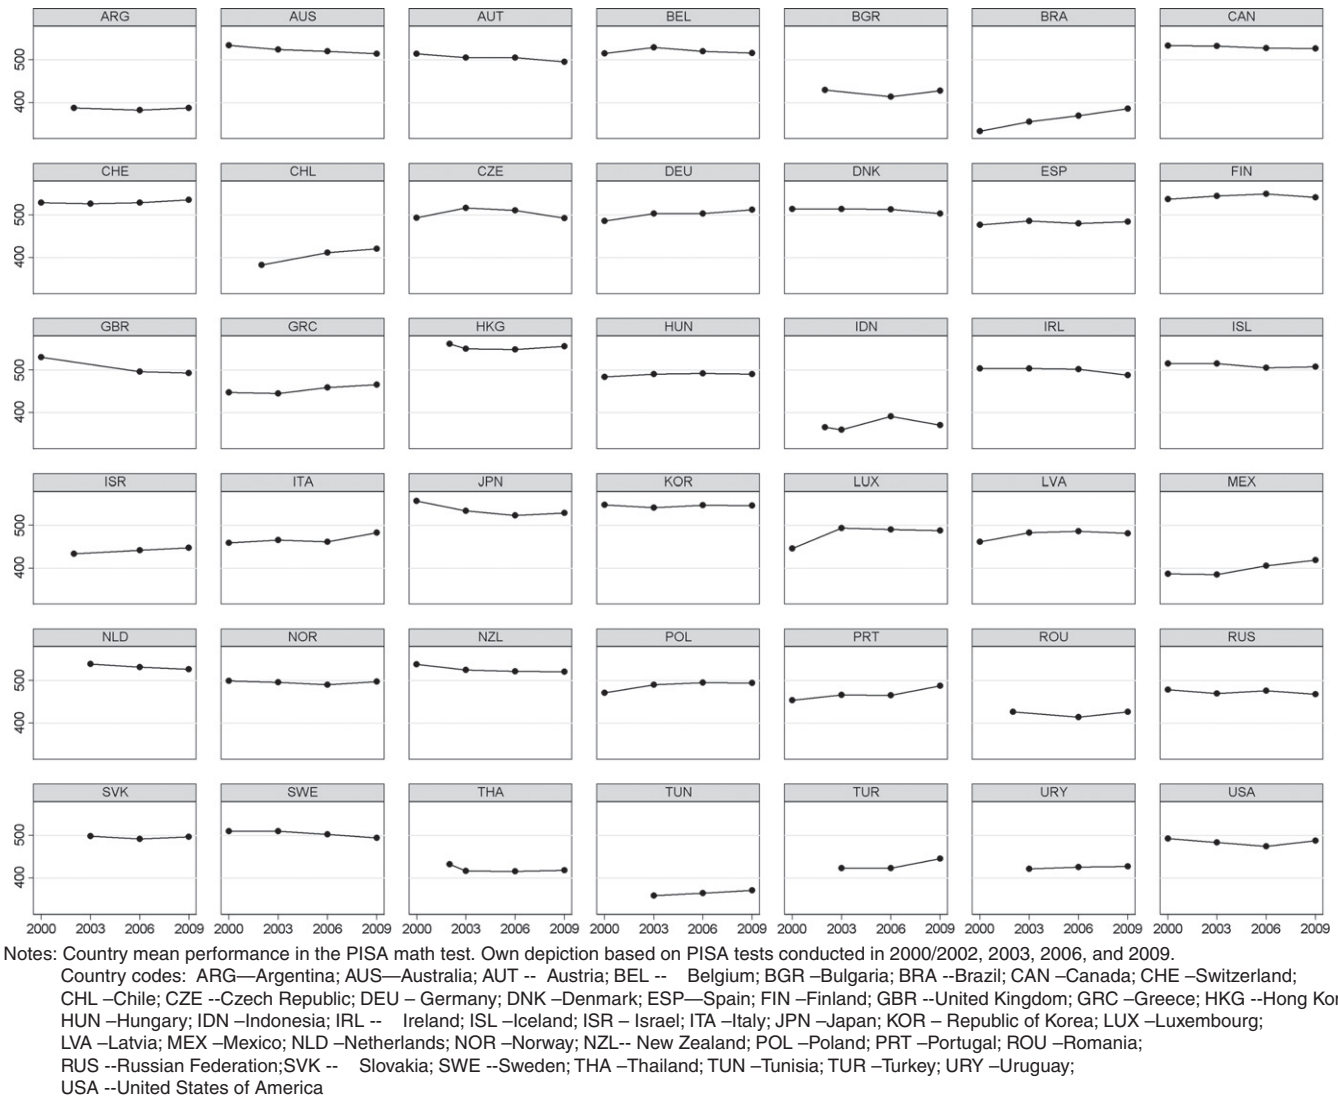 ARG AUS AUT BEL BGR BRA CAN
500
400
CHE CHL CZE DEU DNK ESP FIN
500
400
GBR GRC HKG HUN IDN IRL ISL
500
400
ISR ITA JPN KOR LUX LVA MEX
500
400
NLD NOR NZL POL PRT ROU RUS
500
400
SVK SWE THA TUN TUR URY USA
500
400
2000 2003 2006 2009 2000 2003 2006 2009 2000 2003 2006 2009 2000 2003 2006 2009 2000 2003 2006 2009 2000 2003 2006 2009 2000 2003 2006 2009
Notes: Country mean performance in the PISA math test. Own depiction based on PISA tests conducted in 2000/2002, 2003, 2006, and 2009.
Country codes: ARG—Argentina; AUS—Australia; AUT -- Austria; BEL -- Belgium; BGR –Bulgaria; BRA --Brazil; CAN –Canada; CHE –Switzerland;
CHL –Chile; CZE --Czech Republic; DEU – Germany; DNK –Denmark; ESP—Spain; FIN –Finland; GBR --United Kingdom; GRC –Greece; HKG --Hong
HUN –Hungary; IDN –Indonesia; IRL -- Ireland; ISL –Iceland; ISR – Israel; ITA –Italy; JPN –Japan; KOR – Republic of Korea; LUX –Luxembourg;
LVA –Latvia; MEX –Mexico; NLD –Netherlands; NOR –Norway; NZL-- New Zealand; POL –Poland; PRT –Portugal; ROU –Romania;
RUS --Russian Federation;SVK -- Slovakia; SWE --Sweden; THA –Thailand; TUN –Tunisia; TUR –Turkey; URY –Uruguay;
USA --United States of America